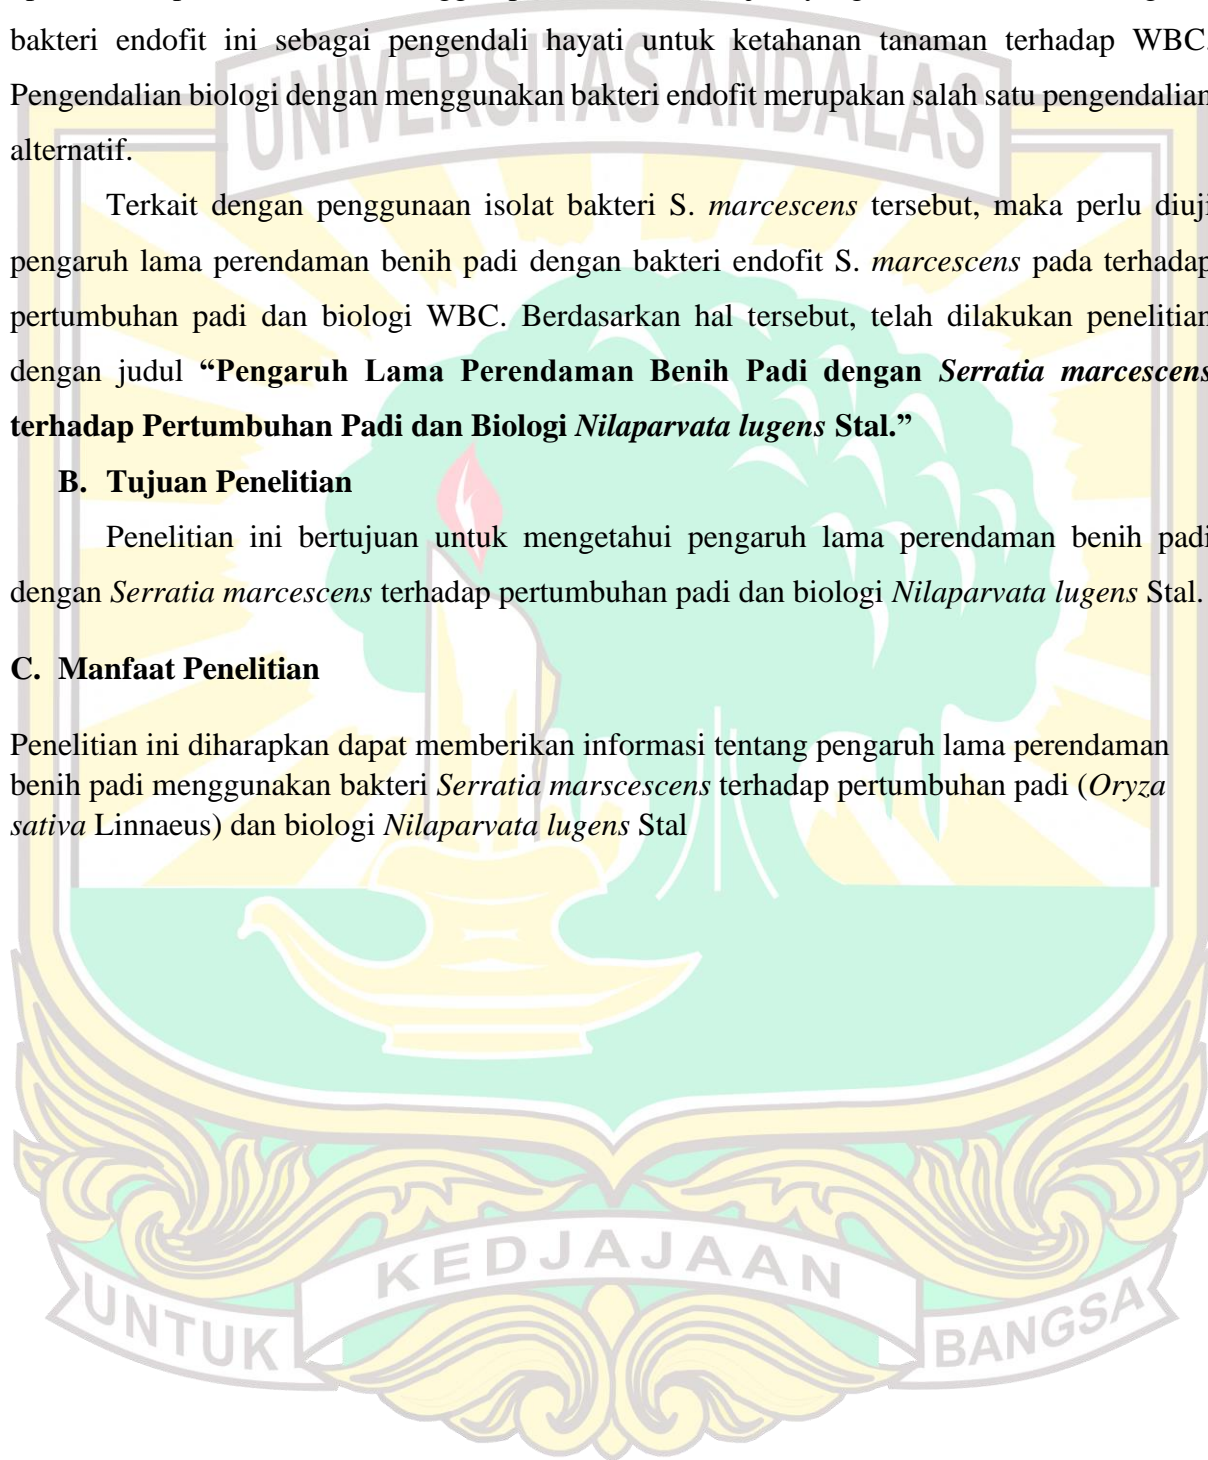 bakteri endofit ini sebagai pengendali hayati untuk ketahanan tanaman terhadap WBC.
Pengendalian biologi dengan menggunakan bakteri endofit merupakan salah satu pengendalian
alternatif.
Terkait dengan penggunaan isolat bakteri S. marcescens tersebut, maka perlu diuji
pengaruh lama perendaman benih padi dengan bakteri endofit S. marcescens pada terhadap
pertumbuhan padi dan biologi WBC. Berdasarkan hal tersebut, telah dilakukan penelitian
dengan judul “Pengaruh Lama Perendaman Benih Padi dengan Serratia marcescens
terhadap Pertumbuhan Padi dan Biologi Nilaparvata lugens Stal.”
B. Tujuan Penelitian
Penelitian ini bertujuan untuk mengetahui pengaruh lama perendaman benih padi
dengan Serratia marcescens terhadap pertumbuhan padi dan biologi Nilaparvata lugens Stal.
C. Manfaat Penelitian
Penelitian ini diharapkan dapat memberikan informasi tentang pengaruh lama perendaman
benih padi menggunakan bakteri Serratia marscescens terhadap pertumbuhan padi (Oryza
sativa Linnaeus) dan biologi Nilaparvata lugens Stal
UNIVERSITAS ANDALAS
UNTUK KEDJAJAAN BANGSA